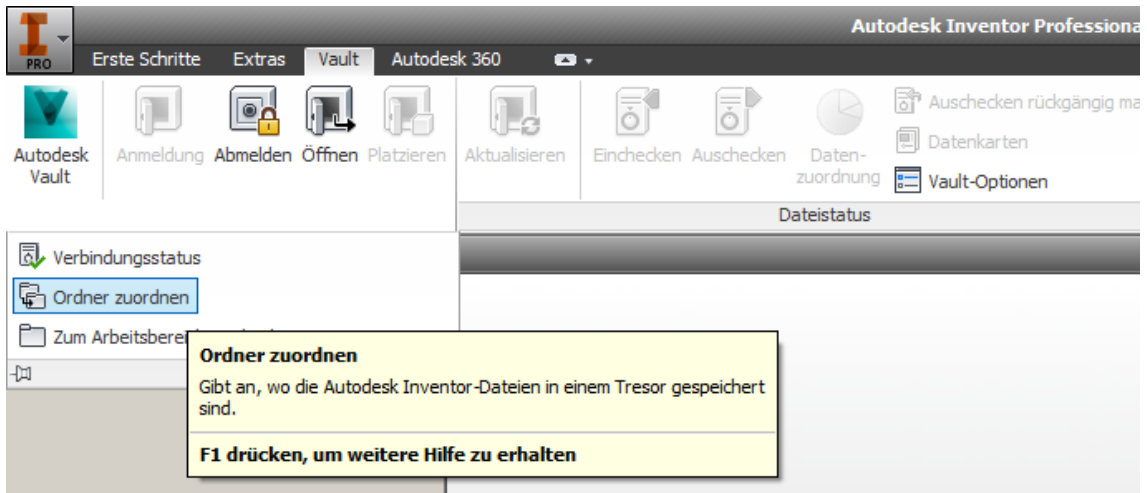 Autodesk Inventor Professiona
PRO
Erste Schritte Extras Vault Autodesk 360
Autodesk Vault
Anmeldung
Abmelden
Öffnen
Platzieren
Aktualisieren
Einchecken
Auschecken
Daten-
zuordnung
Auschecken rückgängig ma
Datenkarten
Vault-Optionen
Dateistatus
Verbindungsstatus
Ordner zuordnen
Zum Arbeitsberei
Ordner zuordnen
Gibt an, wo die Autodesk Inventor-Dateien in einem Tresor gespeichert
sind.
F1 drücken, um weitere Hilfe zu erhalten